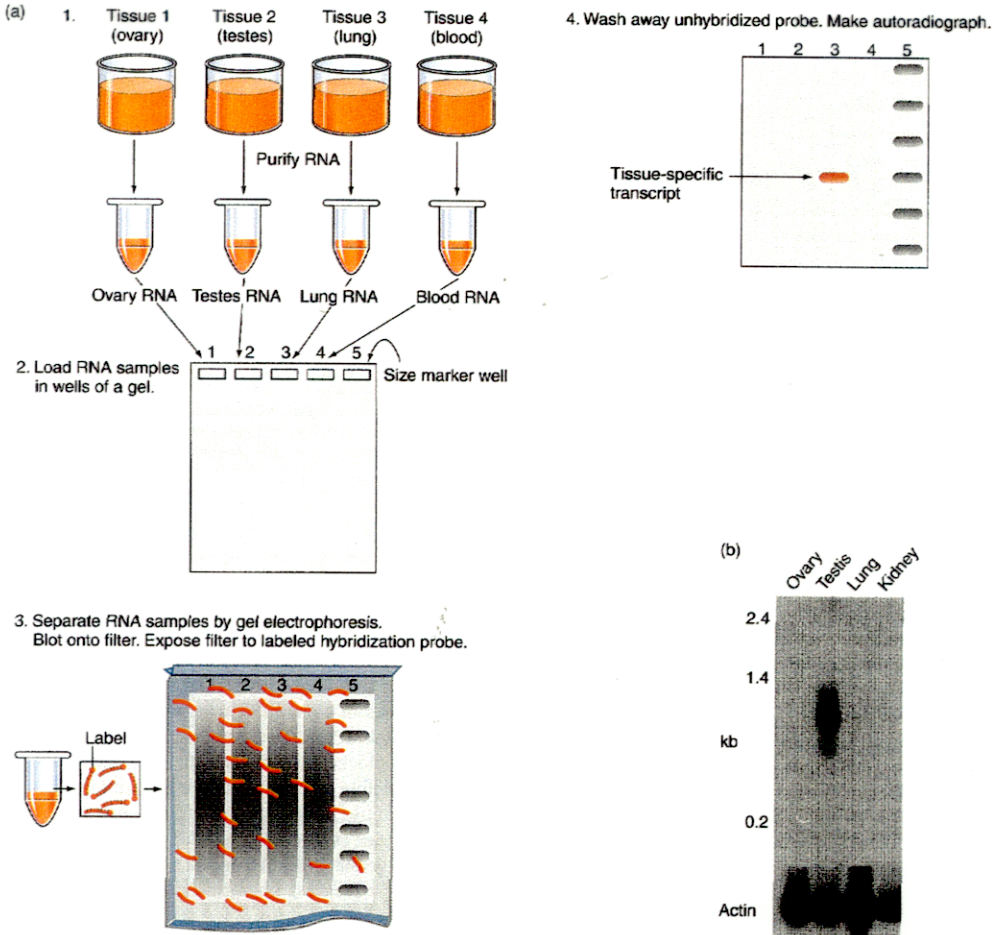 (a)
1.
Tissue 1
(ovary)
Tissue 2
(testes)
Tissue 3
(lung)
Tissue 4
(blood)
Purify RNA
Ovary RNA
Testes RNA
Lung RNA
Blood RNA
2. Load RNA samples
in wells of a gel.
1 2 3 4 5
Size marker well
3. Separate RNA samples by gel electrophoresis.
Blot onto filter. Expose filter to labeled hybridization probe.
Label
1 2 3 4 5
4. Wash away unhybridized probe. Make autoradiograph.
1 2 3 4 5
Tissue-specific
transcript
(b)
Ovary
Testis
Lung
Kidney
2.4
1.4
kb
0.2
Actin